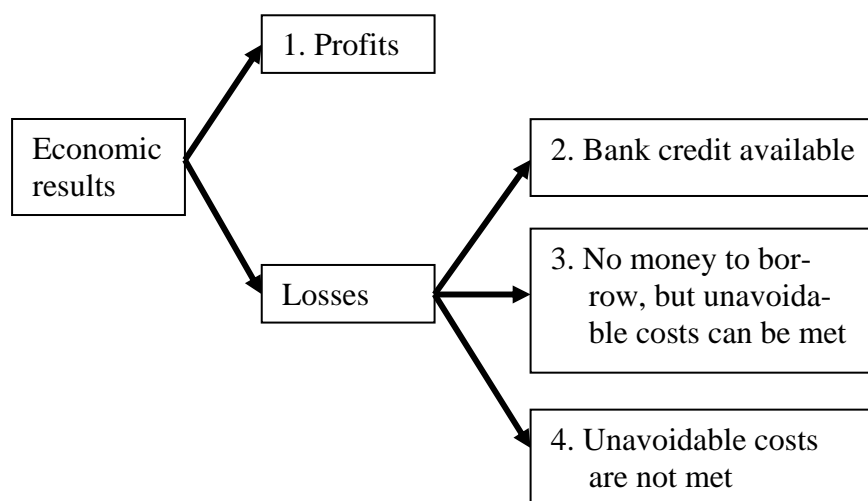 1. Profits
Economic
results
Losses
2. Bank credit available
3. No money to bor-
row, but unavoida-
ble costs can be met
4. Unavoidable costs
are not met